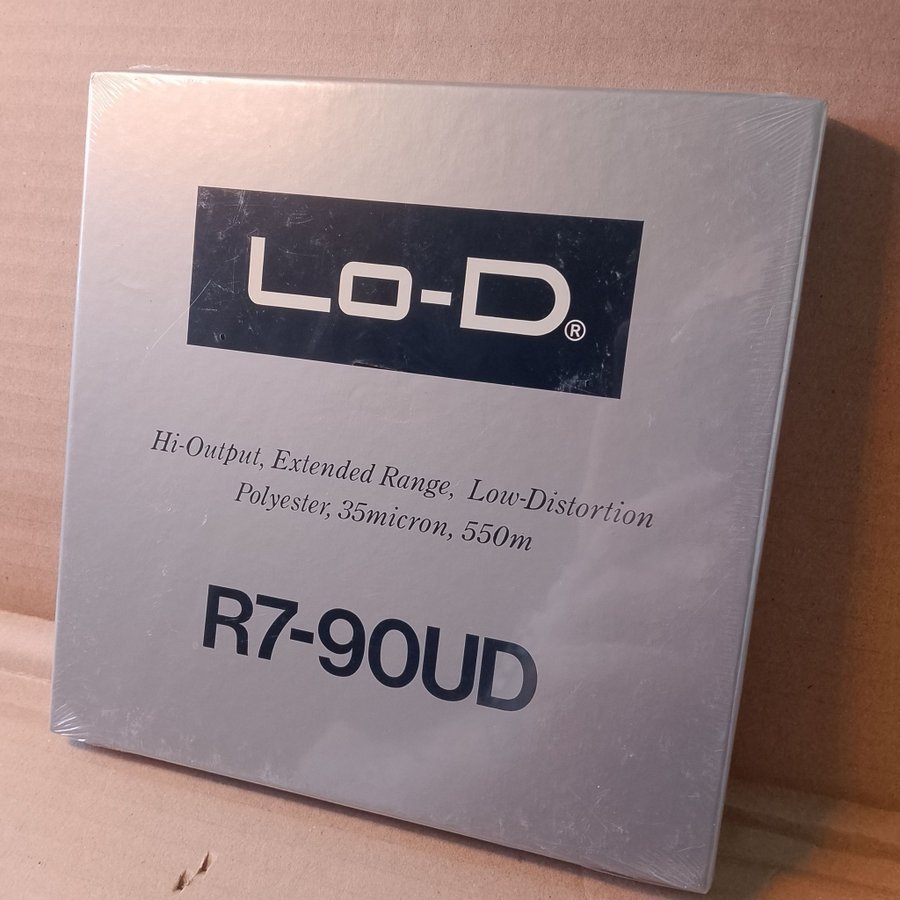 Lo-D®
Hi-Output, Extended Range, Low-Distortion
Polyester, 35micron, 550m
R7-90UD